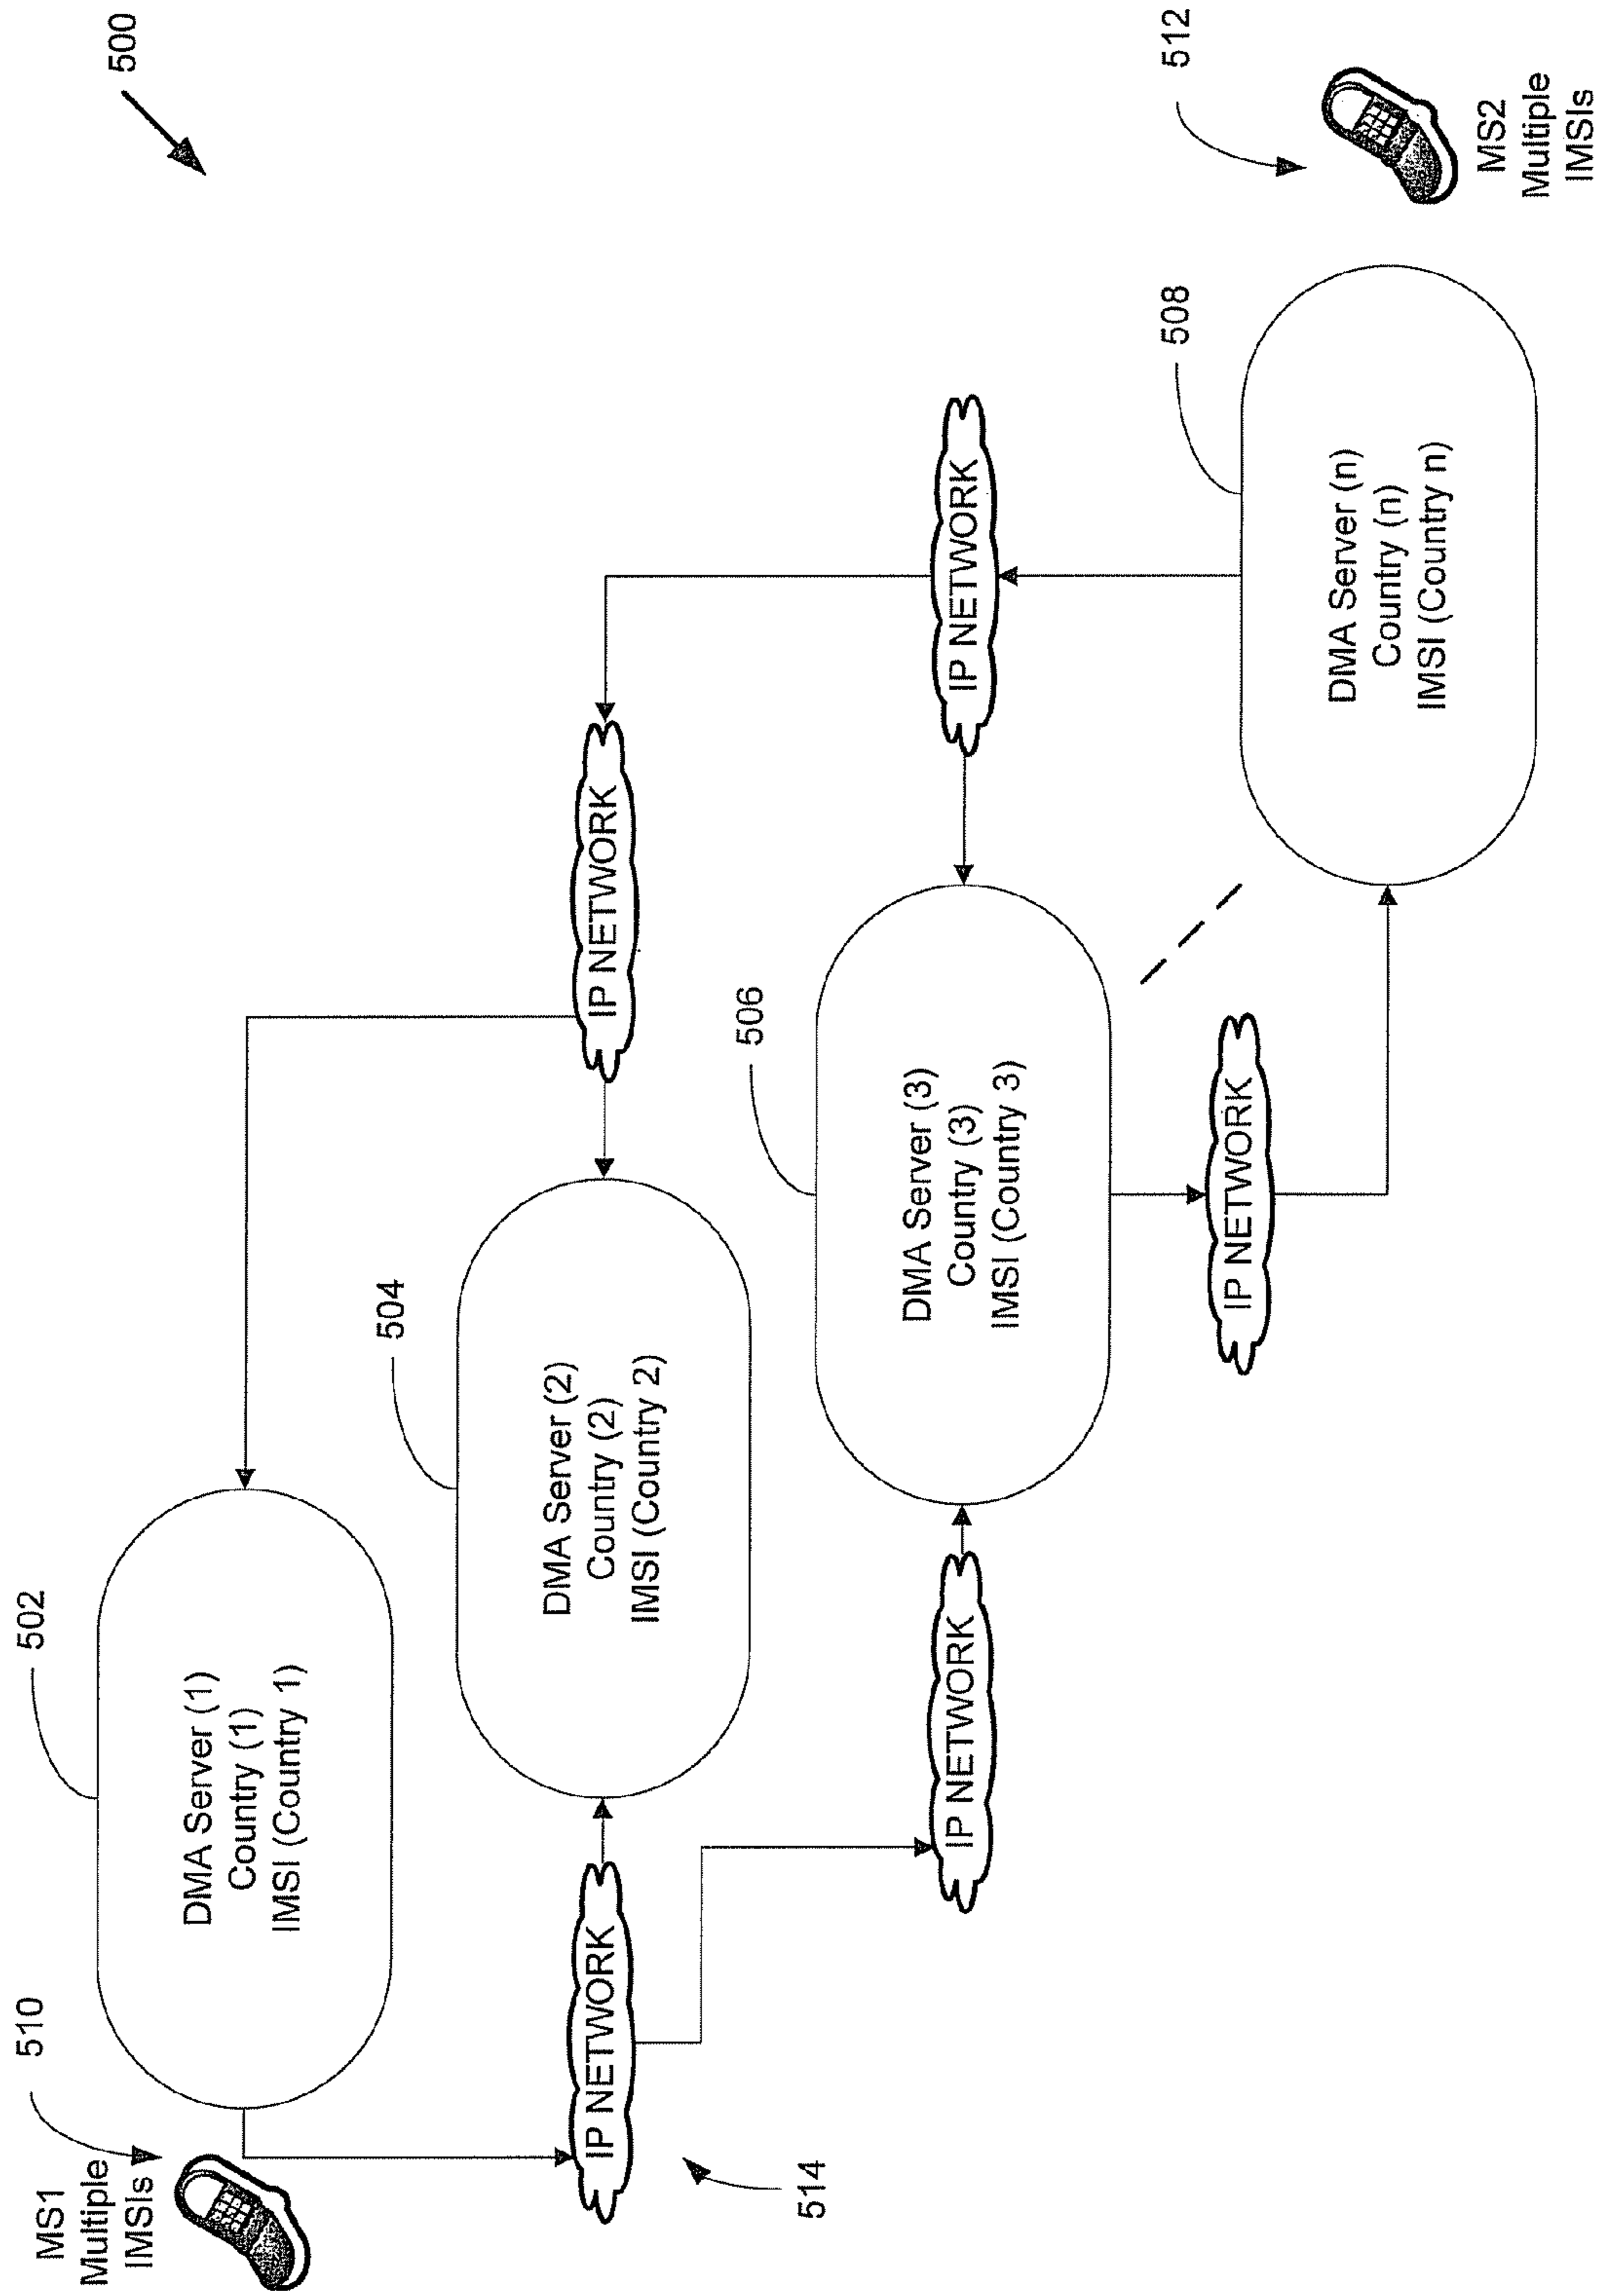 500
MS1
Multiple
IMSIs
510
502
DMA Server (1)
Country (1)
IMSI (Country 1)
504
DMA Server (2)
Country (2)
IMSI (Country 2)
IP NETWORK
IP NETWORK
514
506
DMA Server (3)
Country (3)
IMSI (Country 3)
IP NETWORK
IP NETWORK
IP NETWORK
508
DMA Server (n)
Country (n)
IMSI (Country n)
512
MS2
Multiple
IMSIs